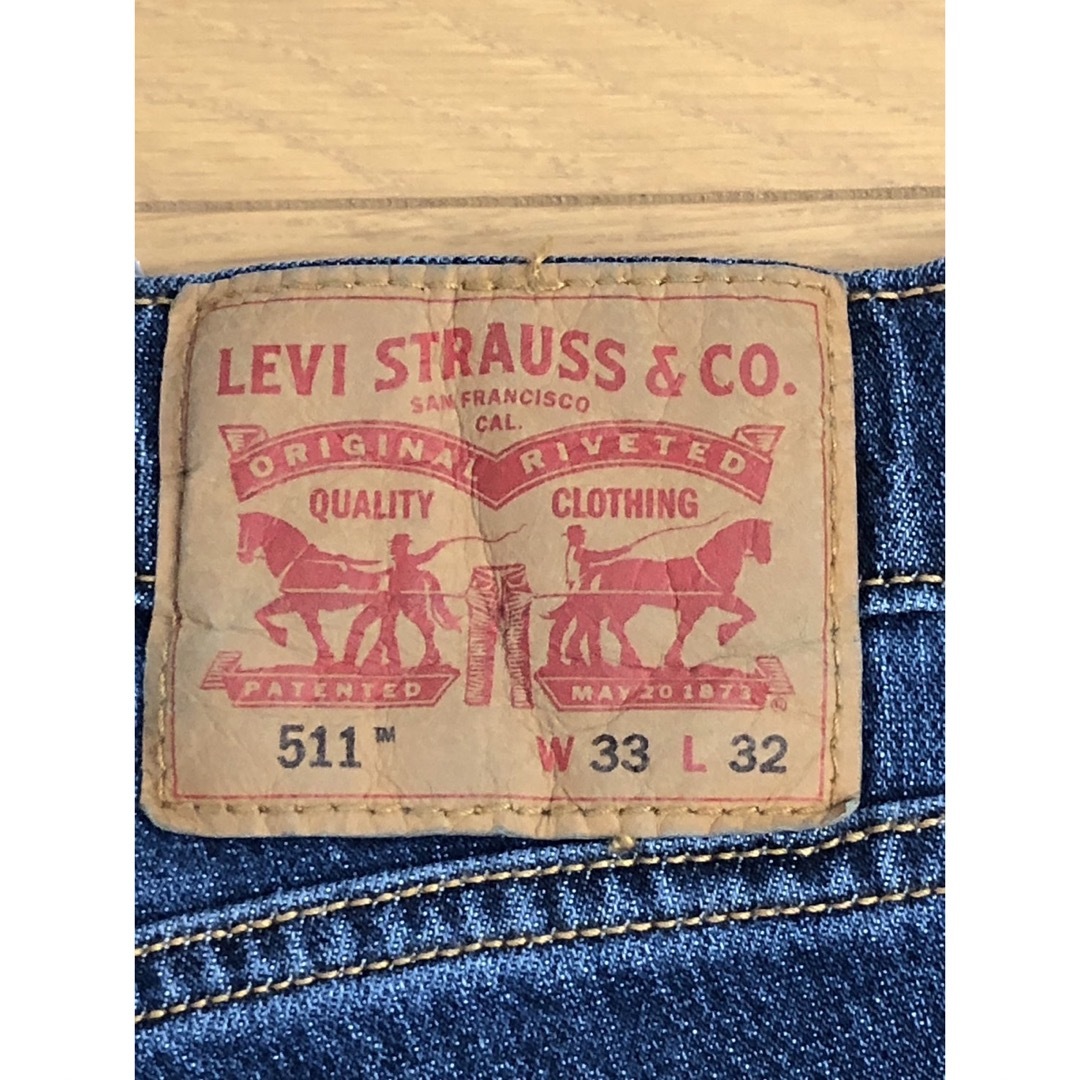 LEVI STRAUSS & CO.
SAN FRANCISCO
CAL.
ORIGINAL RIVETED
QUALITY CLOTHING
PATENTED MAY 20 1873
®
511™ W 33 L 32